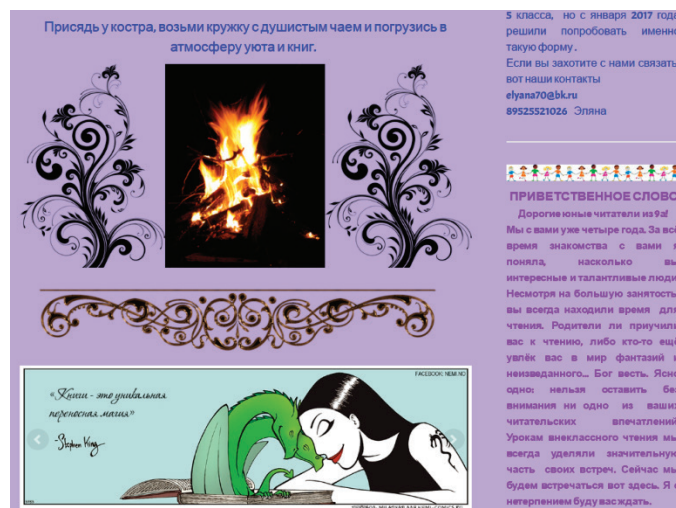 Присядь у костра, возьми кружку с душистым чаем и погрузись в
атмосферу уюта и книг.
FACEBOOK: NEMI.NO
«Книги - это уникальная
переносная магия»
Stephen King
5 класса, но с января 2017 года
решили попробовать именно
такую форму.
Если вы захотите с нами связать
вот наши контакты
elyana70@bk.ru
89525521026 Эляна
ПРИВЕТСТВЕННОЕ СЛОВО
Дорогие юные читатели из 9а!
Мы с вами уже четыре года. За всё
время знакомства с вами я
поняла, насколько вы
интересные и талантливые люди.
Несмотря на большую занятость,
вы всегда находили время для
чтения. Родители ли приучили
вас к чтению, либо кто-то ещё
увлёк вас в мир фантазий и
неизведанного... Бог весть. Ясно
одно: нельзя оставить без
внимания ни одно из ваших
читательских впечатлений.
Урокам внеклассного чтения мы
всегда уделяли значительную
часть своих встреч. Сейчас мы
будем встречаться вот здесь. Я с
нетерпением буду вас ждать.